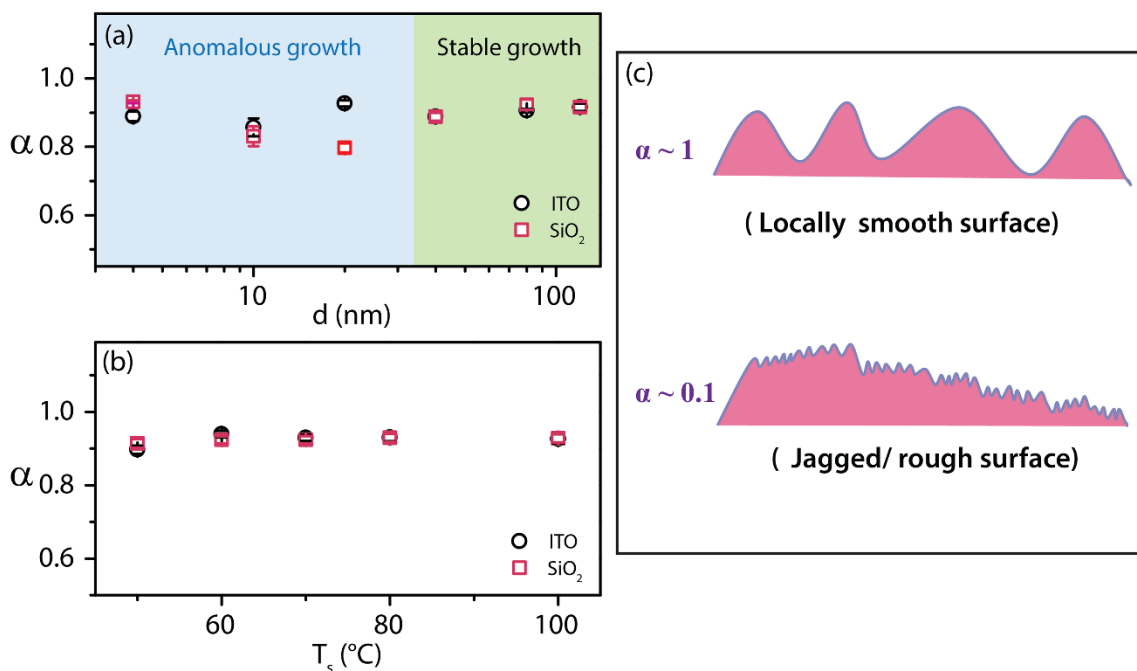 (a)
Anomalous growth
Stable growth
1.0
0.8
0.6
α
ITO
SiO₂
10
100
d (nm)
(b)
1.0
0.8
0.6
α
ITO
SiO₂
60
80
100
Tₛ (°C)
(c)
α ~ 1
( Locally smooth surface)
α ~ 0.1
( Jagged/ rough surface)